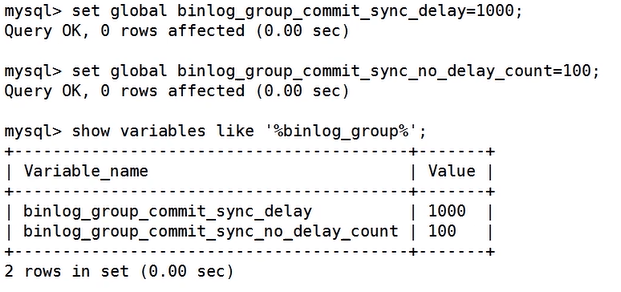 mysql> set global binlog_group_commit_sync_delay=1000;
Query OK, 0 rows affected (0.00 sec)
mysql> set global binlog_group_commit_sync_no_delay_count=100;
Query OK, 0 rows affected (0.00 sec)
mysql> show variables like '%binlog_group%';
+-----------------------------------------+-------+
| Variable_name                           | Value |
+-----------------------------------------+-------+
| binlog_group_commit_sync_delay          | 1000  |
| binlog_group_commit_sync_no_delay_count | 100   |
+-----------------------------------------+-------+
2 rows in set (0.00 sec)